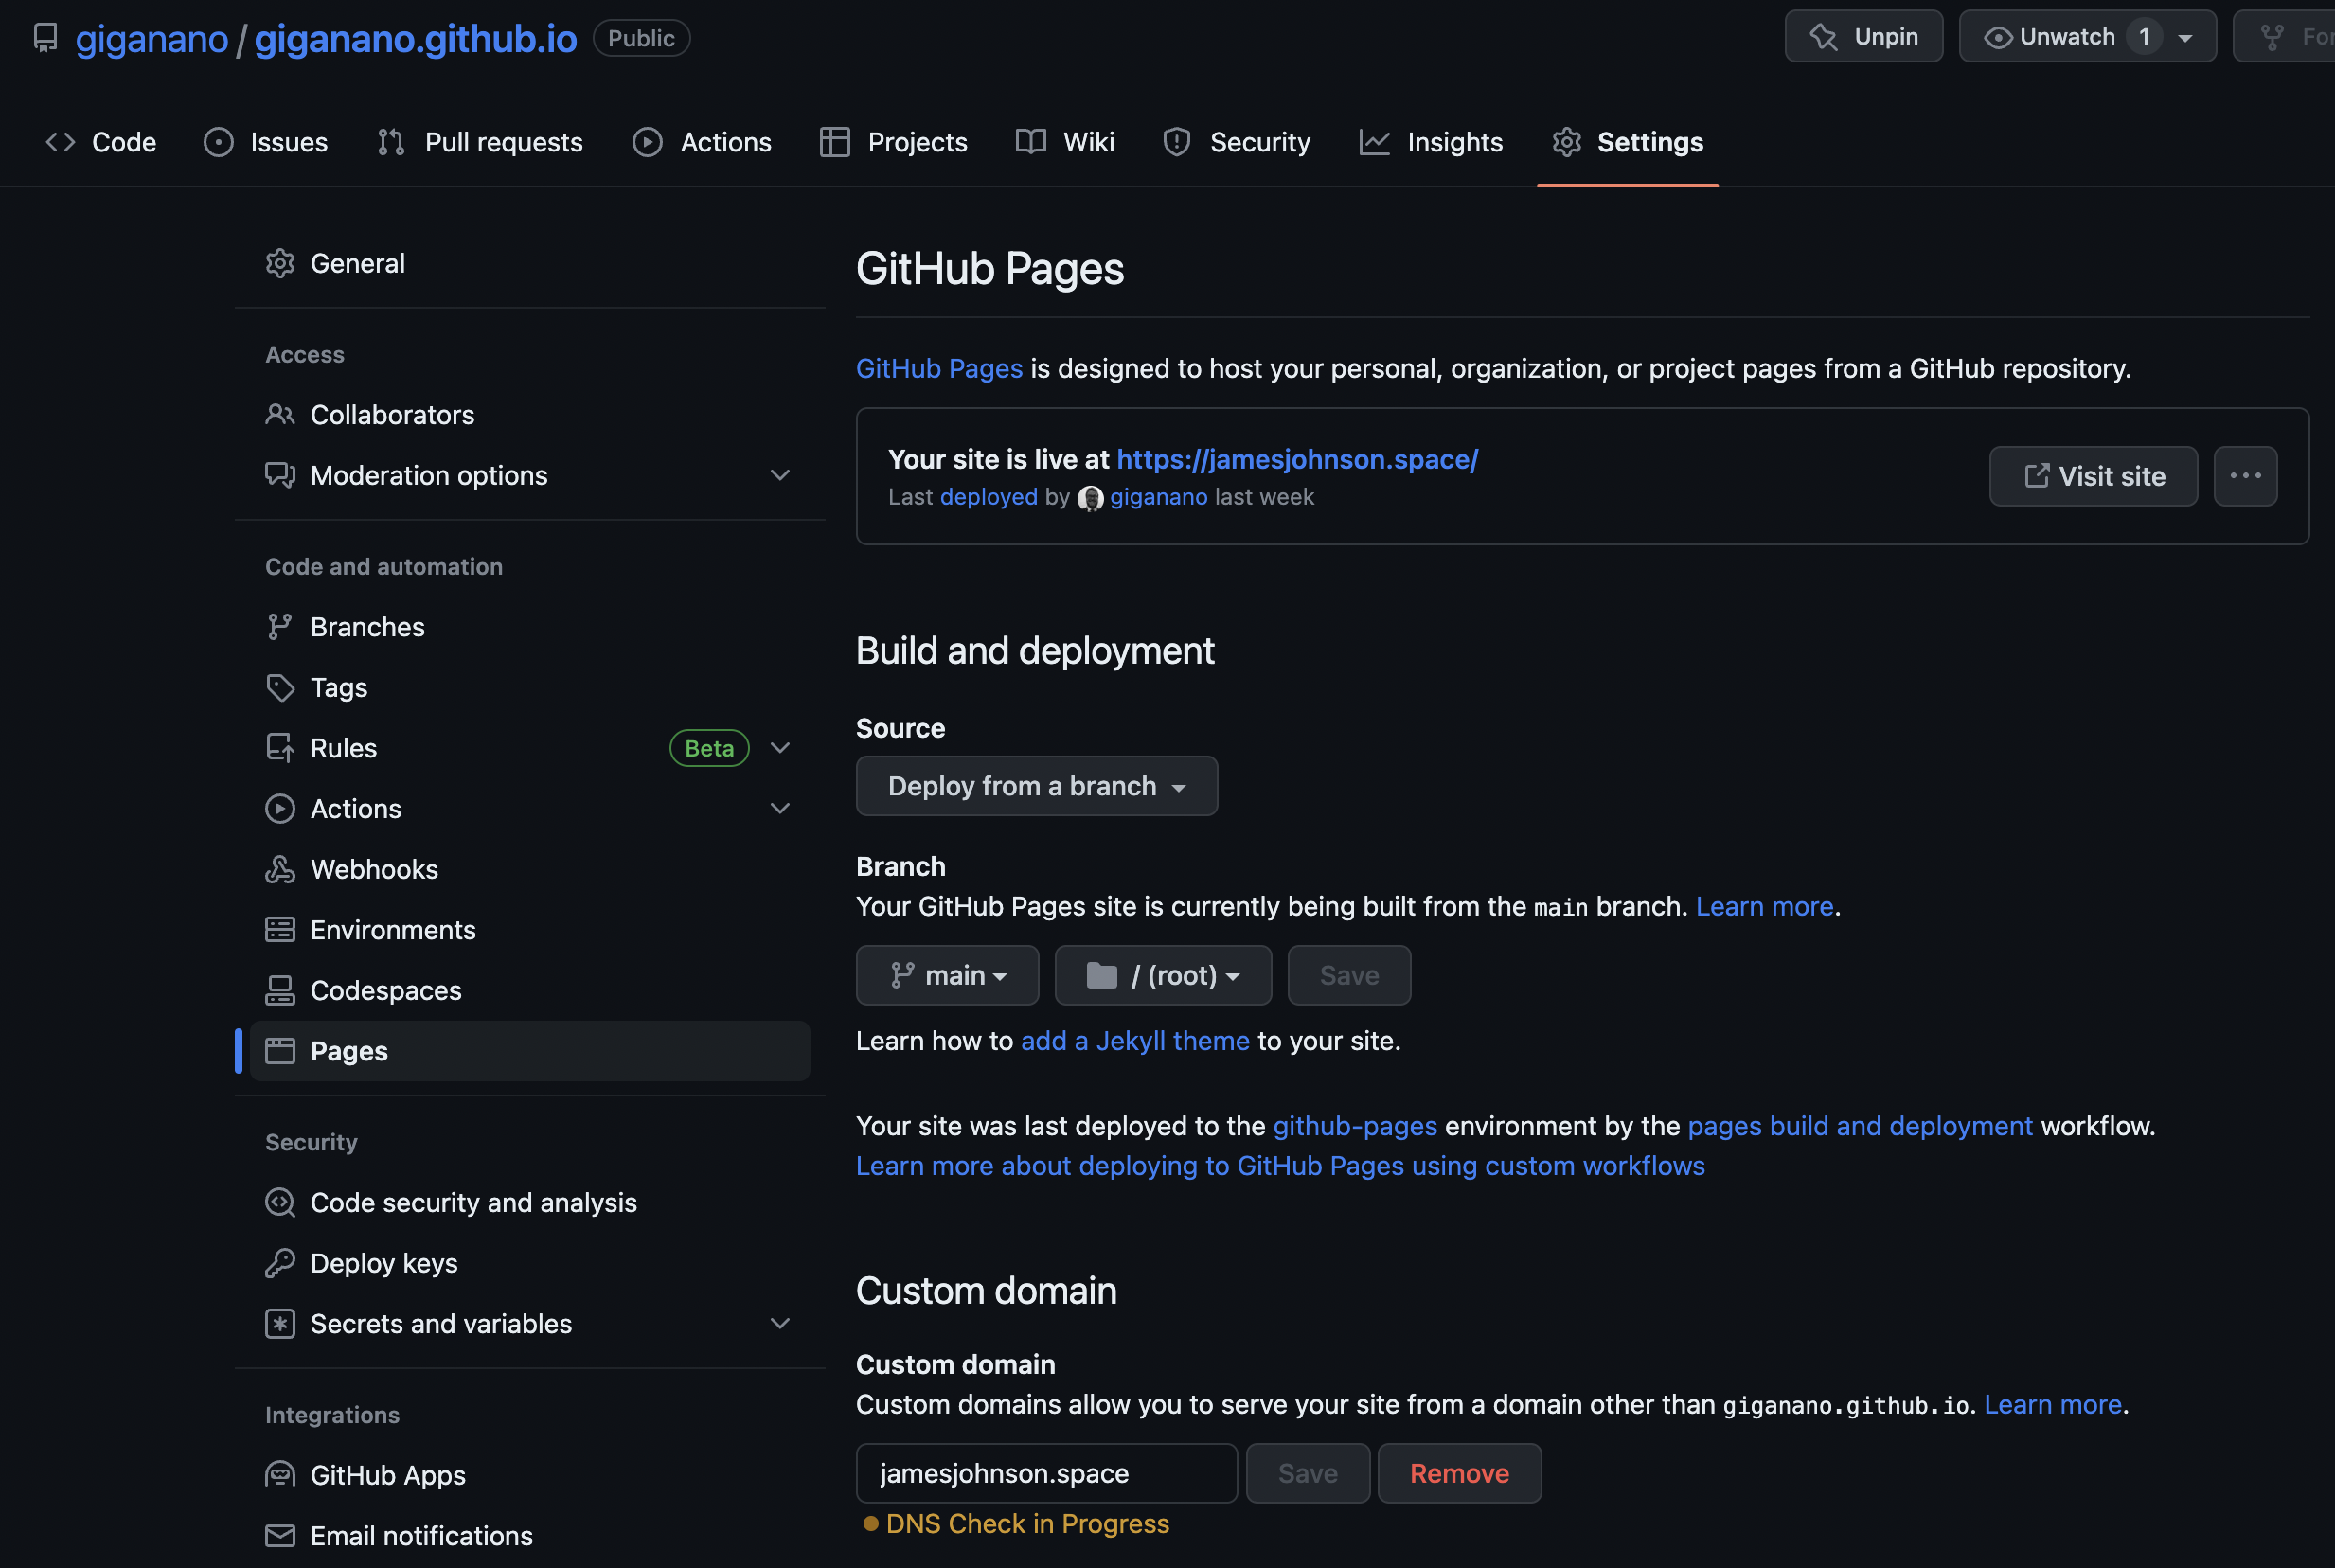 giganano / giganano.github.io Public
Unpin
Unwatch 1
Code
Issues
Pull requests
Actions
Projects
Wiki
Security
Insights
Settings
General
Access
Collaborators
Moderation options
Code and automation
Branches
Tags
Rules Beta
Actions
Webhooks
Environments
Codespaces
Pages
Security
Code security and analysis
Deploy keys
Secrets and variables
Integrations
GitHub Apps
Email notifications
GitHub Pages
GitHub Pages is designed to host your personal, organization, or project pages from a GitHub repository.
Your site is live at https://jamesjohnson.space/
Last deployed by giganano last week
Visit site
Build and deployment
Source
Deploy from a branch
Branch
Your GitHub Pages site is currently being built from the main branch. Learn more.
main
/ (root)
Save
Learn how to add a Jekyll theme to your site.
Your site was last deployed to the github-pages environment by the pages build and deployment workflow.
Learn more about deploying to GitHub Pages using custom workflows
Custom domain
Custom domain
Custom domains allow you to serve your site from a domain other than giganano.github.io. Learn more.
jamesjohnson.space
Save
Remove
DNS Check in Progress